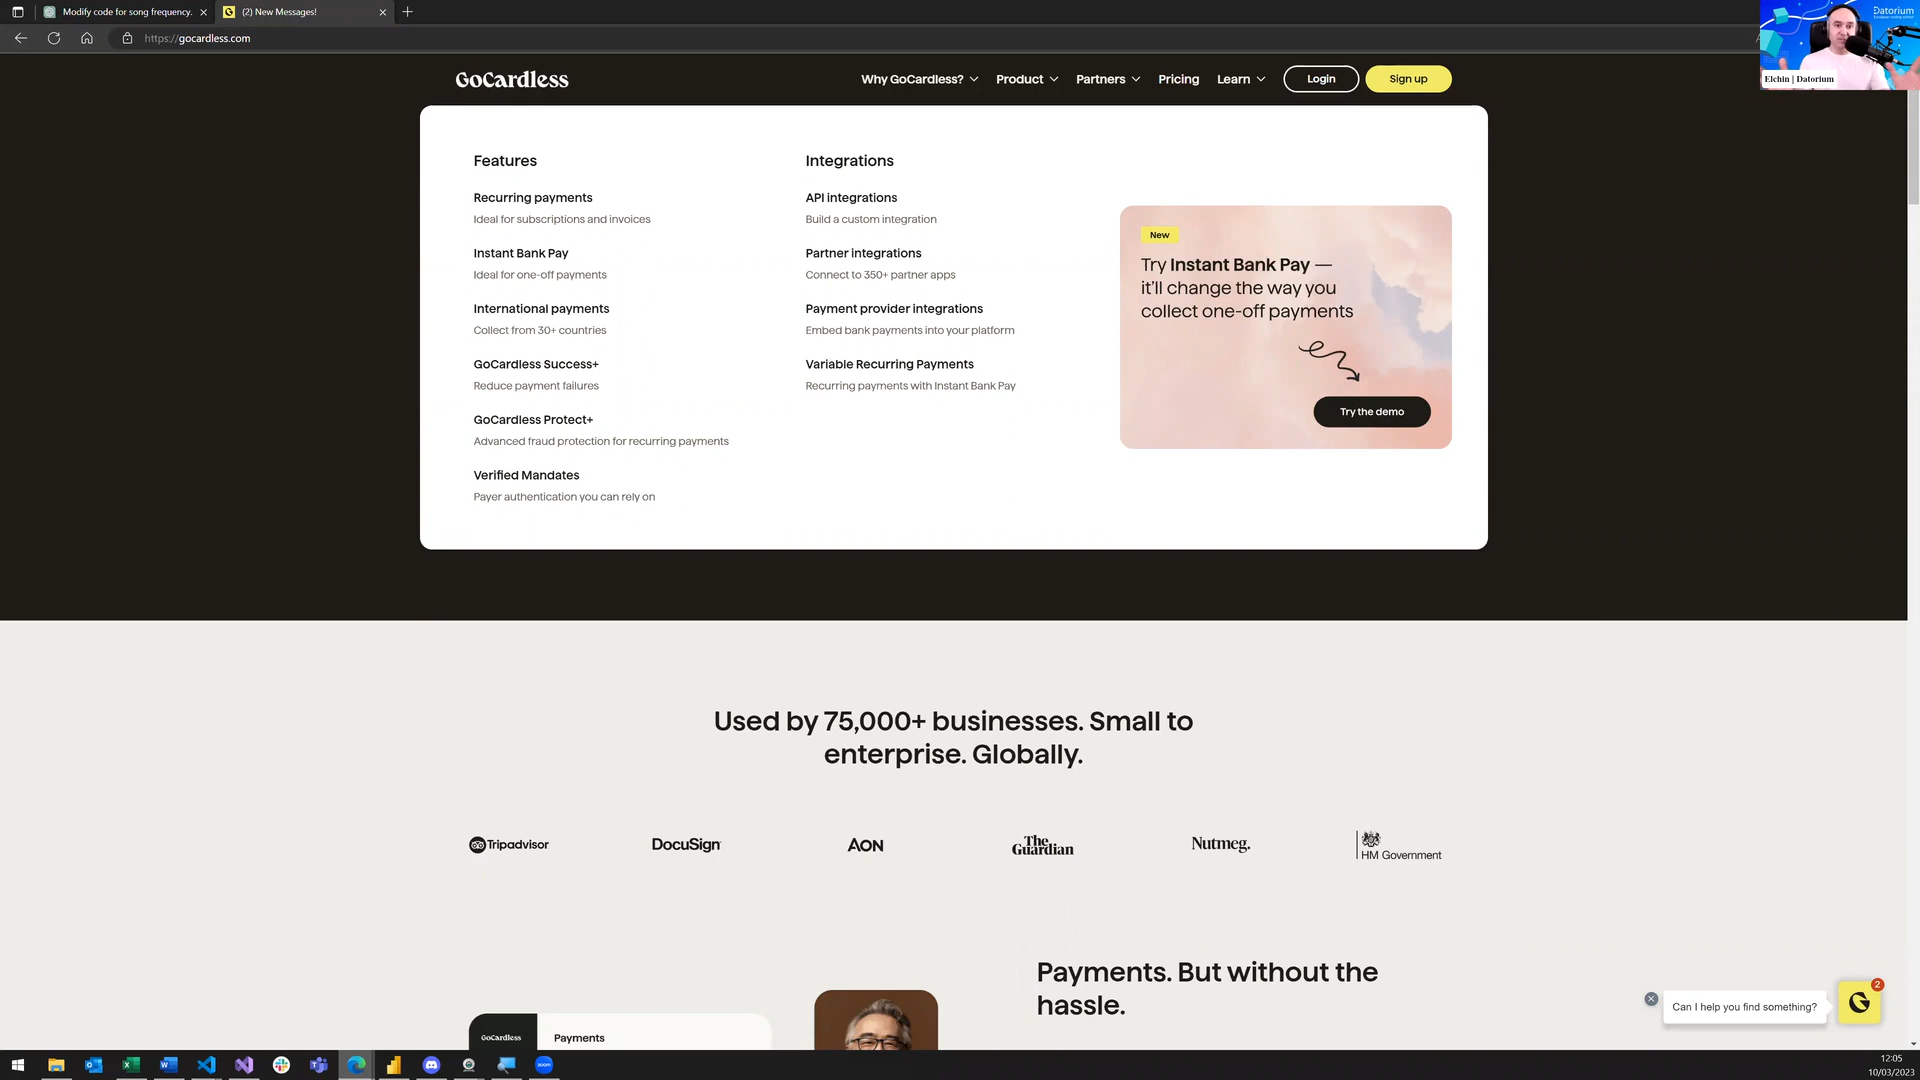 Modify code for song frequency.
(2) New Messages!
https://gocardless.com
Datorium
Elchin | Datorium
GoCardless
Why GoCardless?
Product
Partners
Pricing
Learn
Login
Sign up
Features
Recurring payments
Ideal for subscriptions and invoices
Instant Bank Pay
Ideal for one-off payments
International payments
Collect from 30+ countries
GoCardless Success+
Reduce payment failures
GoCardless Protect+
Advanced fraud protection for recurring payments
Verified Mandates
Payer authentication you can rely on
Integrations
API integrations
Build a custom integration
Partner integrations
Connect to 350+ partner apps
Payment provider integrations
Embed bank payments into your platform
Variable Recurring Payments
Recurring payments with Instant Bank Pay
New
Try Instant Bank Pay —
it'll change the way you
collect one-off payments
Try the demo
Used by 75,000+ businesses. Small to
enterprise. Globally.
Tripadvisor
DocuSign
AON
The
Guardian
Nutmeg.
HM Government
Payments. But without the
hassle.
GoCardless
Payments
Can I help you find something?
2
zoom
12:05
10/03/2023